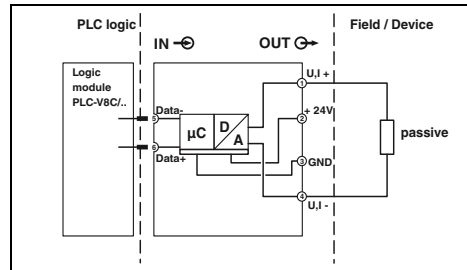 PLC logic
Field / Device
IN
OUT
Logic
module
PLC-V8C/..
U,I +
1
+ 24V
2
Data-
5
µC
D
A
passive
6
Data+
3
GND
4
U,I -